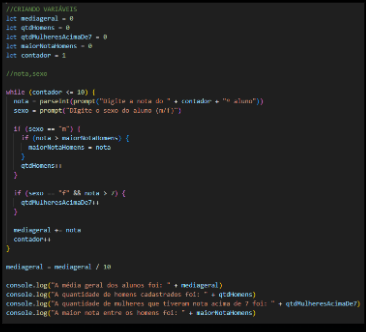 //CRIANDO VARIÁVEIS
let mediageral = 0
let qtdHomens = 0
let qtdMulheresAcimaDe7 = 0
let maiorNotaHomens = 0
let contador = 1
//nota,sexo
while (contador <= 10) {
nota = parseInt(prompt("Digite a nota do " + contador + "º aluno"))
sexo = prompt("Digite o sexo do aluno (m/f)")
if (sexo == "m") {
if (nota > maiorNotaHomens) {
maiorNotaHomens = nota
}
qtdHomens++
}
if (sexo == "f" && nota > 7) {
qtdMulheresAcimaDe7++
}
mediageral += nota
contador++
}
mediageral = mediageral / 10
console.log("A média geral dos alunos foi: " + mediageral)
console.log("A quantidade de homens cadastrados foi: " + qtdHomens)
console.log("A quantidade de mulheres que tiveram nota acima de 7 foi: " + qtdMulheresAcimaDe7)
console.log("A maior nota entre os homens foi: " + maiorNotaHomens)